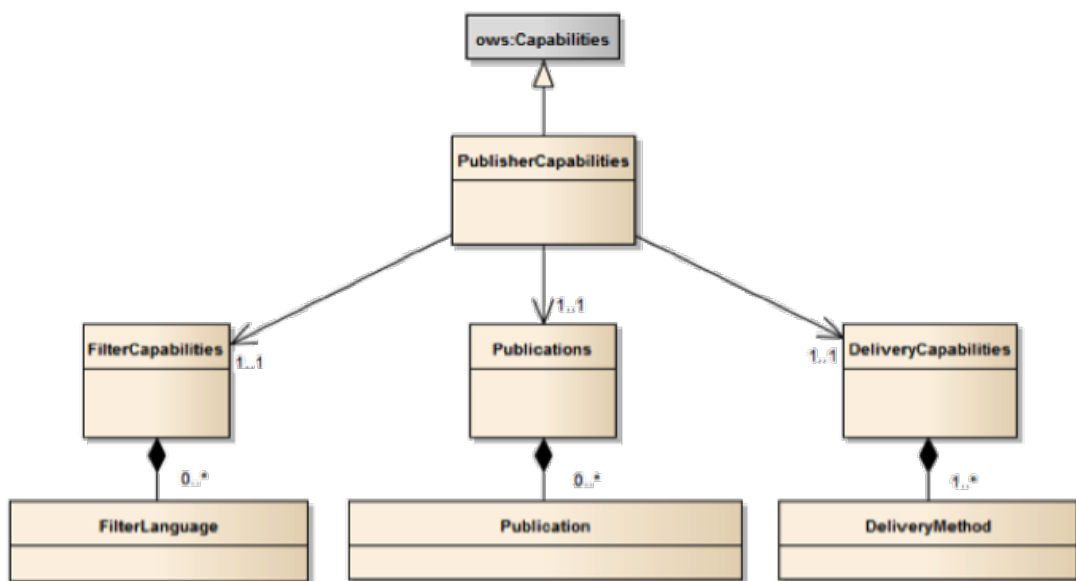 ows:Capabilities
PublisherCapabilities
1..1
FilterCapabilities
1..1
Publications
1..1
DeliveryCapabilities
0..*
0..*
1..*
FilterLanguage
Publication
DeliveryMethod